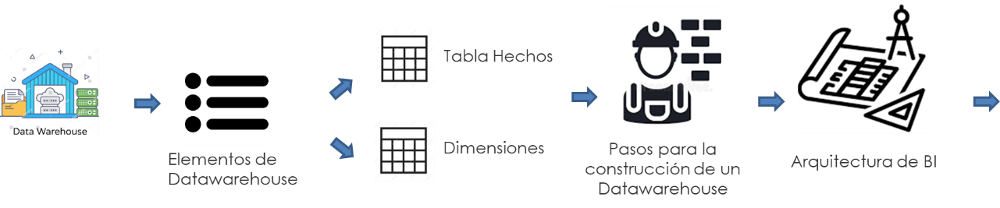 Data Warehouse
Elementos de
Datawarehouse
Tabla Hechos
Dimensiones
Pasos para la
construcción de un
Datawarehouse
Arquitectura de BI